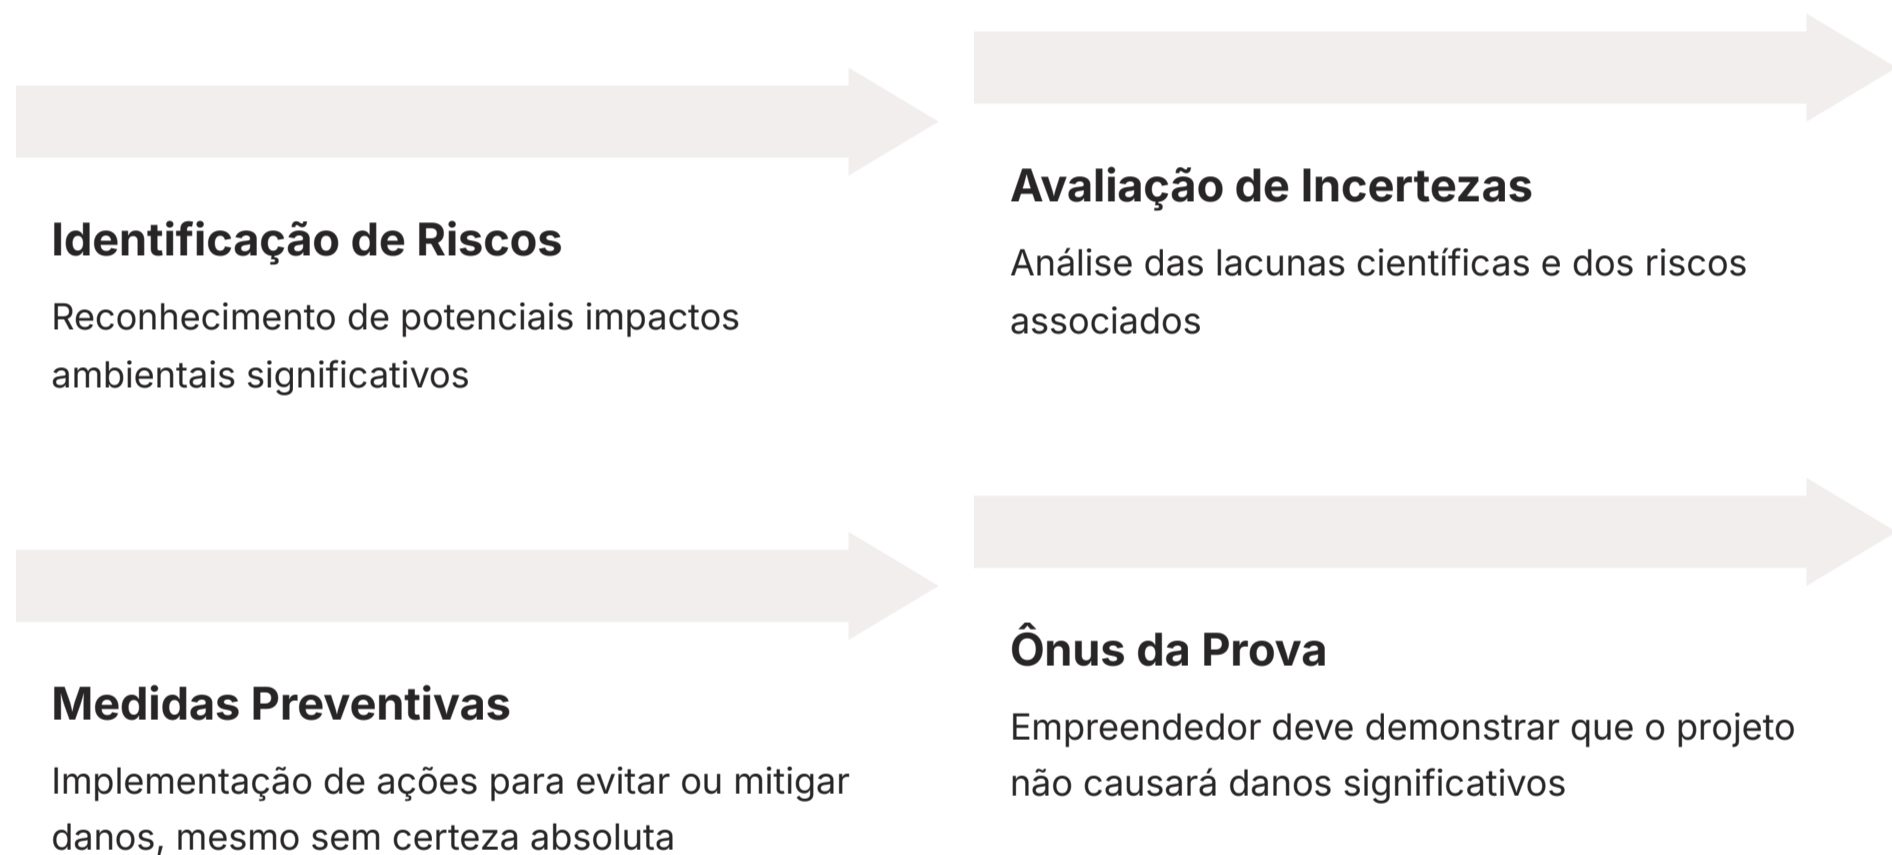 Identificação de Riscos
Reconhecimento de potenciais impactos
ambientais significativos
Avaliação de Incertezas
Análise das lacunas científicas e dos riscos
associados
Medidas Preventivas
Implementação de ações para evitar ou mitigar
danos, mesmo sem certeza absoluta
Ônus da Prova
Empreendedor deve demonstrar que o projeto
não causará danos significativos